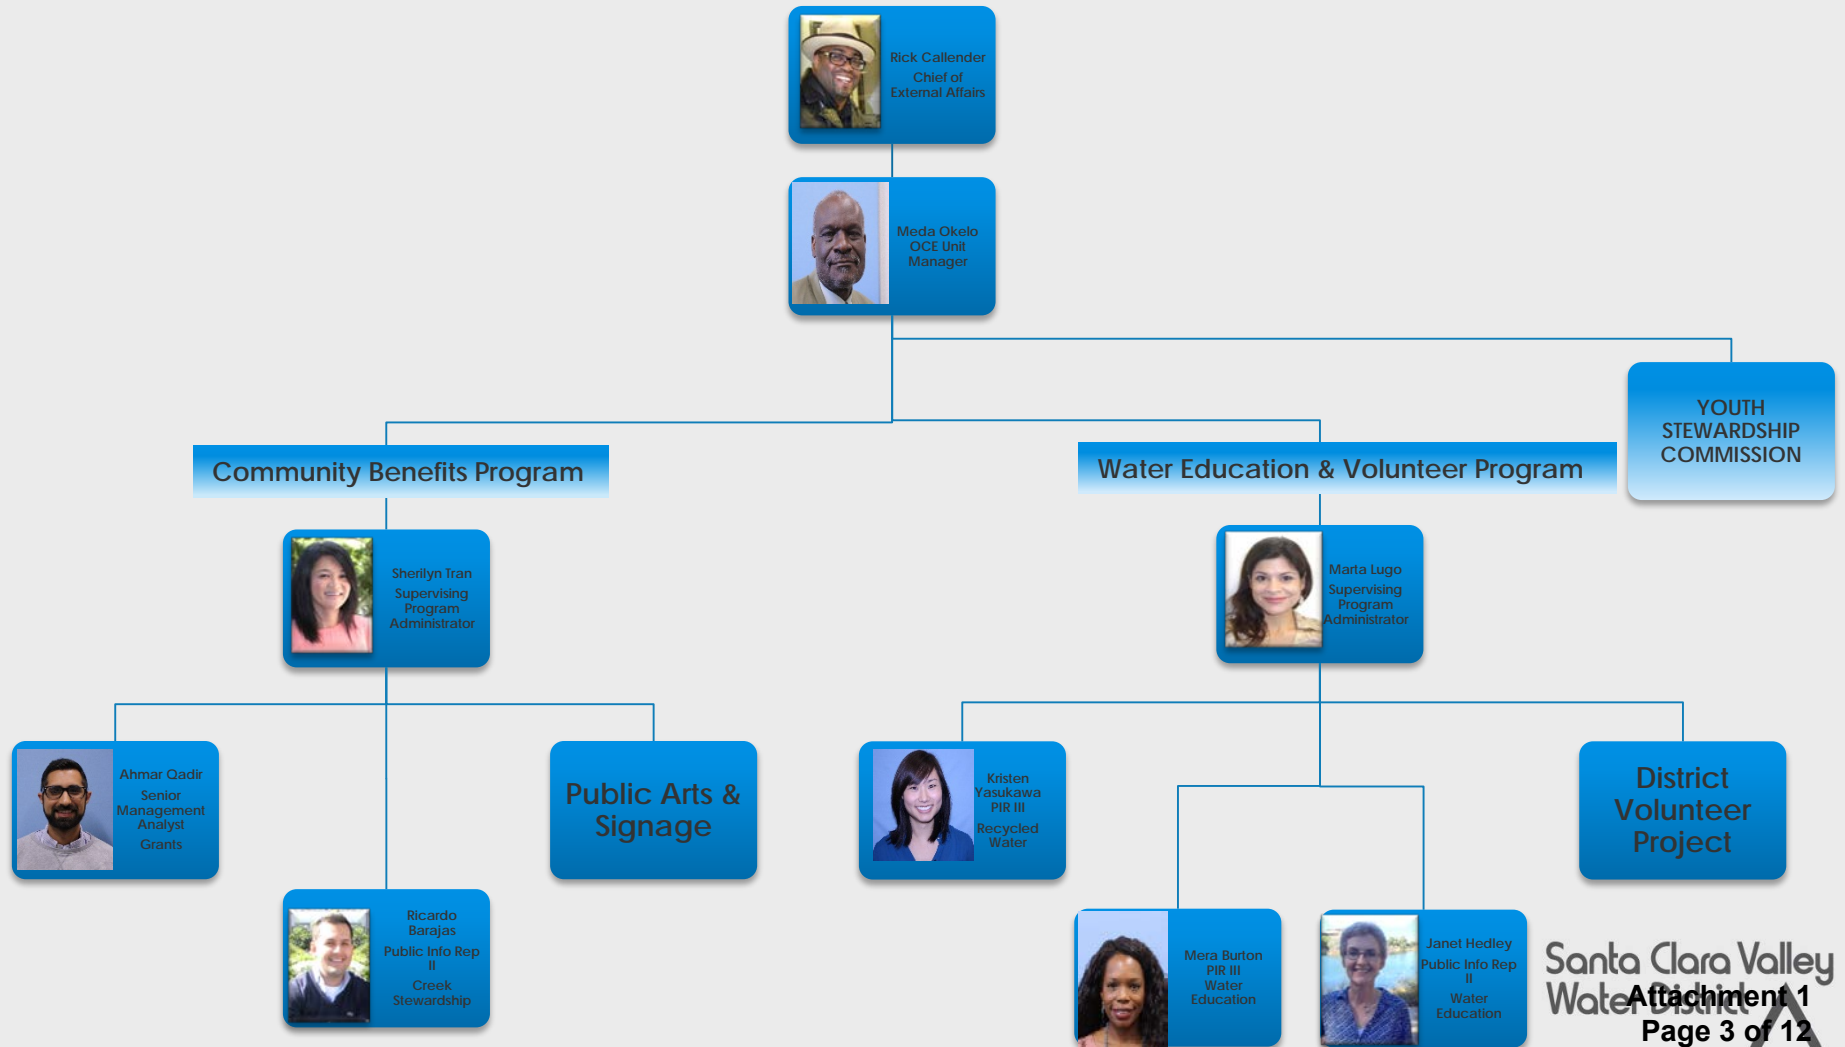 Rick Callender
Chief of
External Affairs
Meda Okelo
OCE Unit
Manager
YOUTH
STEWARDSHIP
COMMISSION
Community Benefits Program
Water Education & Volunteer Program
Sherilyn Tran
Supervising
Program
Administrator
Marta Lugo
Supervising
Program
Administrator
Ahmar Qadir
Senior
Management
Analyst
Grants
Public Arts &
Signage
Kristen
Yasukawa
PIR III
Recycled
Water
District
Volunteer
Project
Ricardo
Barajas
Public Info Rep
II
Creek
Stewardship
Mera Burton
PIR III
Water
Education
Janet Hedley
Public Info Rep
II
Water
Education
Santa Clara Valley
Water District
Attachment 1
Page 3 of 12